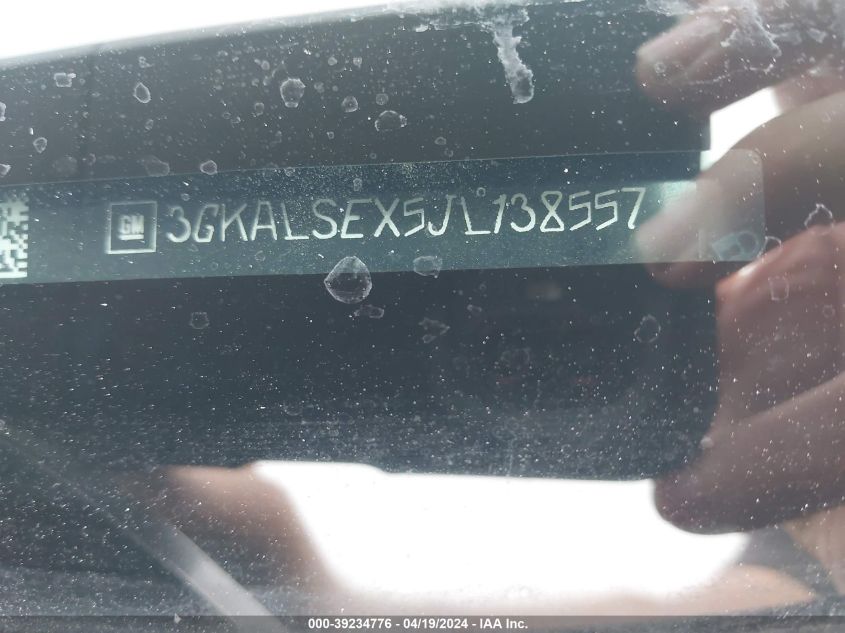 GM 3GKALSEX5JL138557
000-39234776 - 04/19/2024 - IAA Inc.